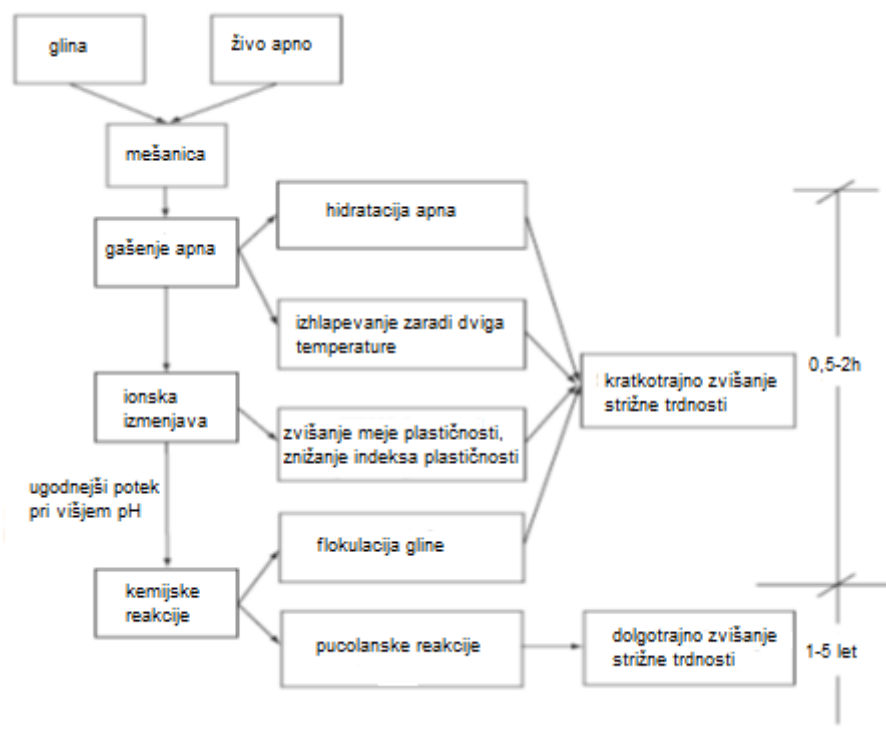 glina
živo apno
mešanica
hidratacija apna
gašenje apna
izhlapevanje zaradi dviga
temperature
0,5-2h
kratkotrajno zvišanje
strižne trdnosti
ionska
izmenjava
zvišanje meje plastičnosti,
znižanje indeksa plastičnosti
ugodnejši potek
pri višjem pH
flokulacija gline
kemijske
reakcije
pucolanske reakcije
dolgotrajno zvišanje
strižne trdnosti
1-5 let